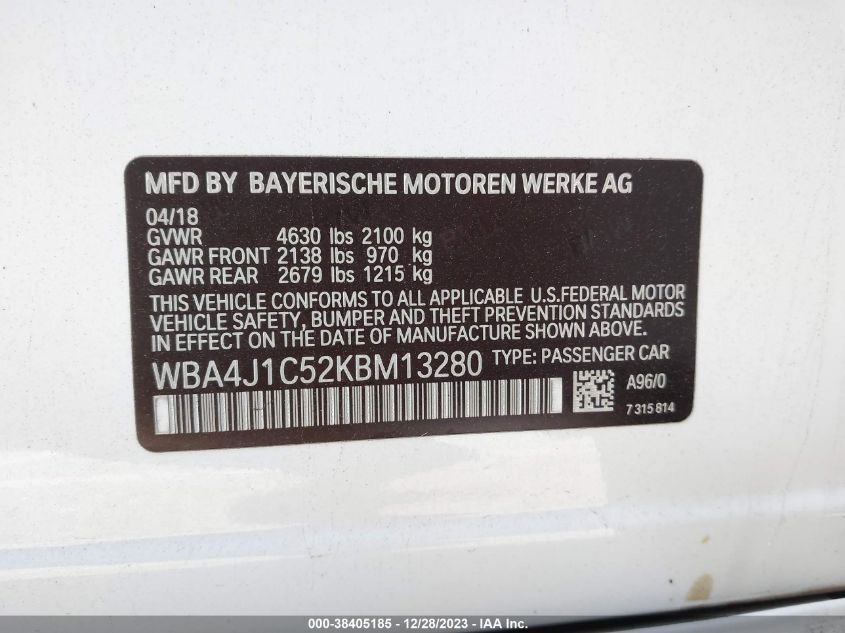 MFD BY BAYERISCHE MOTOREN WERKE AG
04/18
GVWR 4630 lbs 2100 kg
GAWR FRONT 2138 lbs 970 kg
GAWR REAR 2679 lbs 1215 kg
THIS VEHICLE CONFORMS TO ALL APPLICABLE U.S.FEDERAL MOTOR
VEHICLE SAFETY, BUMPER AND THEFT PREVENTION STANDARDS
IN EFFECT ON THE DATE OF MANUFACTURE SHOWN ABOVE.
WBA4J1C52KBM13280 TYPE: PASSENGER CAR
A96/0
7 315 814
000-38405185 - 12/28/2023 - IAA Inc.